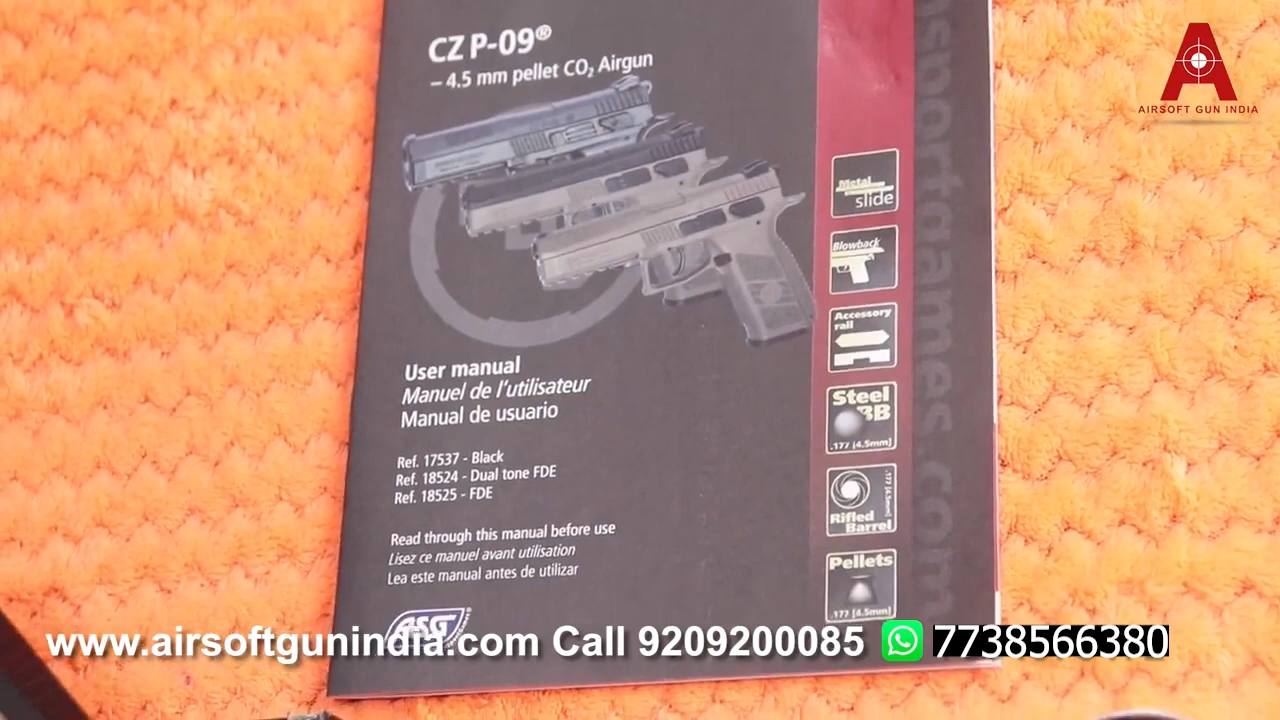 CZ P-09®
– 4.5 mm pellet CO₂ Airgun
AIRSOFT GUN INDIA
Metal
slide
Blowback
Accessory
rail
Steel
BB
.177 [4.5mm]
Rifled
Barrel
.177 [4.5mm]
Pellets
.177 [4.5mm]
User manual
Manuel de l'utilisateur
Manual de usuario
Ref. 17537 - Black
Ref. 18524 - Dual tone FDE
Ref. 18525 - FDE
Read through this manual before use
Lisez ce manuel avant utilisation
Lea este manual antes de utilizar
ASG
www.airsoftgunindia.com Call 9209200085 7738566380